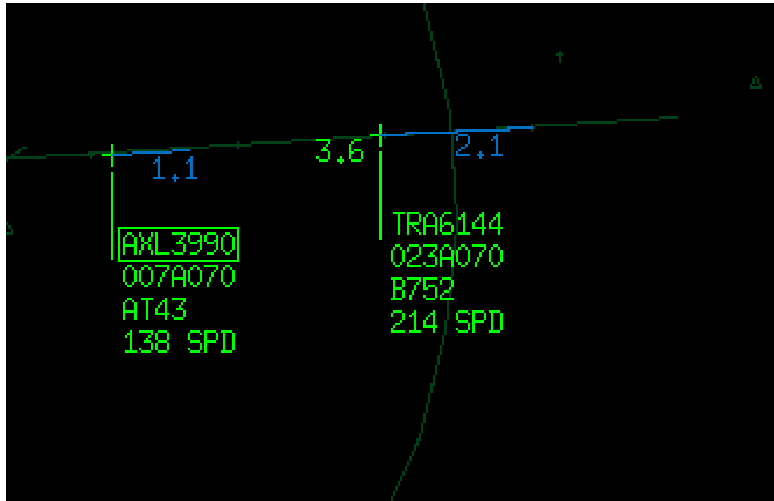 3.6
2.1
1.1
AXL3990
007A070
AT43
138 SPD
TRA6144
023A070
B752
214 SPD